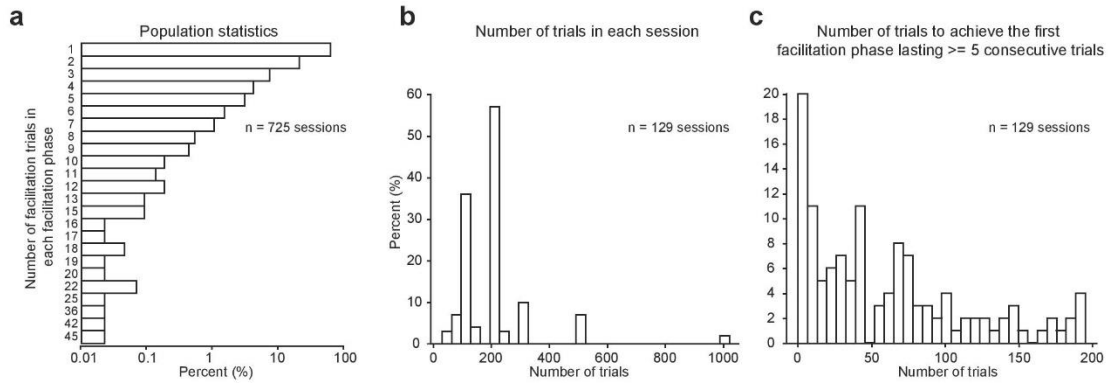 a
Population statistics
Number of facilitation trials in
each facilitation phase
1
2
3
4
5
6
7
8
9
10
11
12
13
15
16
17
18
19
20
22
25
36
42
45
n = 725 sessions
0.01 0.1 1 10 100
Percent (%)
b
Number of trials in each session
Percent (%)
60
50
40
30
20
10
0
n = 129 sessions
0 200 400 600 800 1000
Number of trials
c
Number of trials to achieve the first
facilitation phase lasting >= 5 consecutive trials
20
18
16
14
12
10
8
6
4
2
0
n = 129 sessions
0 50 100 150 200
Number of trials